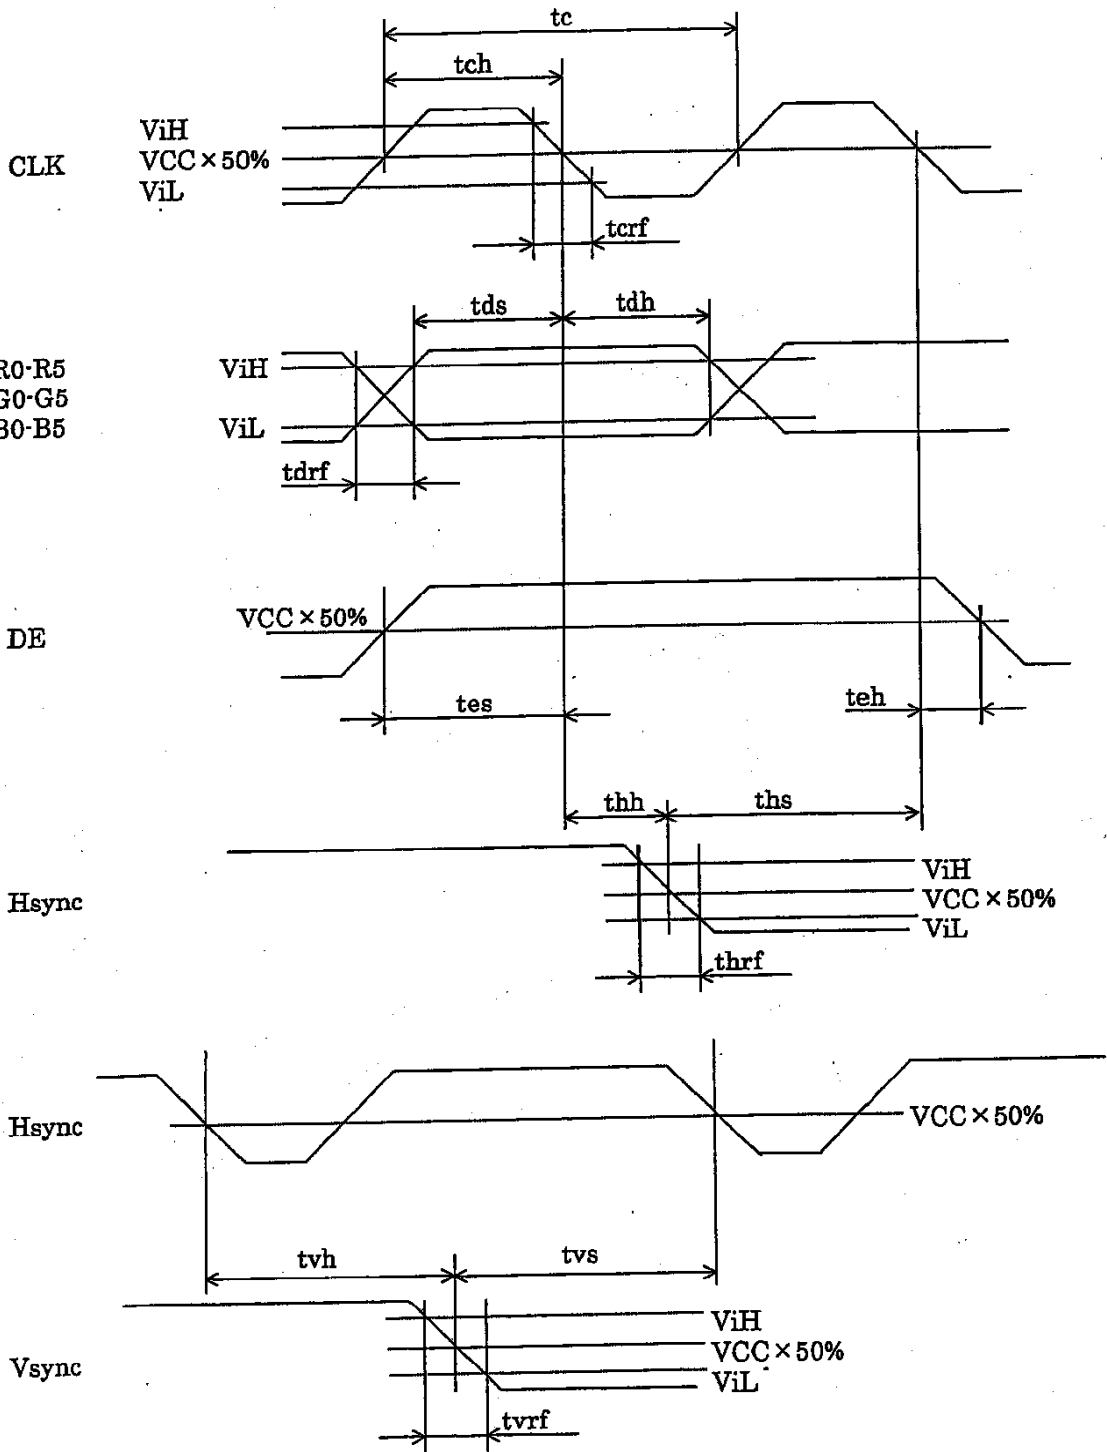 tc
tch
ViH
CLK
VCC×50%
ViL
tcrf
tds
tdh
R0-R5
ViH
G0-G5
B0-B5
ViL
tdrf
VCC×50%
DE
tes
teh
thh
ths
ViH
Hsync
VCC×50%
ViL
thrf
Hsync
VCC×50%
tvh
tvs
ViH
VCC×50%
Vsync
ViL
tvrf